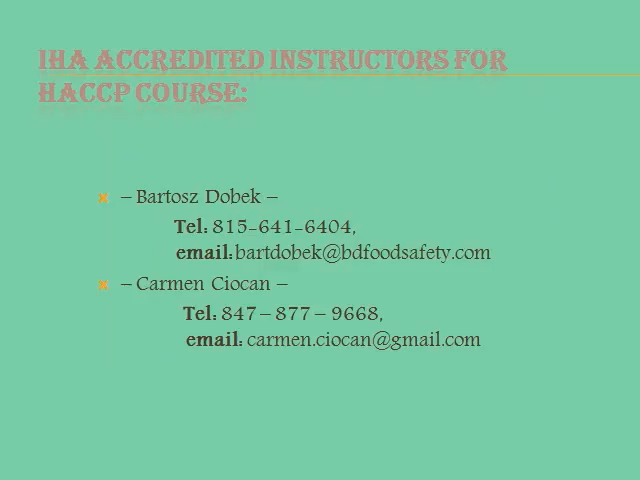 IHA ACCREDITED INSTRUCTORS FOR
HACCP COURSE:
– Bartosz Dobek –
Tel: 815-641-6404,
email:bartdobek@bdfoodsafety.com
– Carmen Ciocan –
Tel: 847 – 877 – 9668,
email: carmen.ciocan@gmail.com